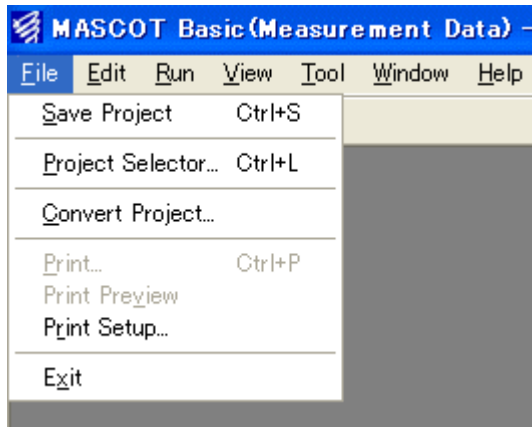 MASCOT Basic(Measurement Data) -
File Edit Run View Tool Window Help
Save Project Ctrl+S
Project Selector... Ctrl+L
Convert Project...
Print... Ctrl+P
Print Preview
Print Setup...
Exit